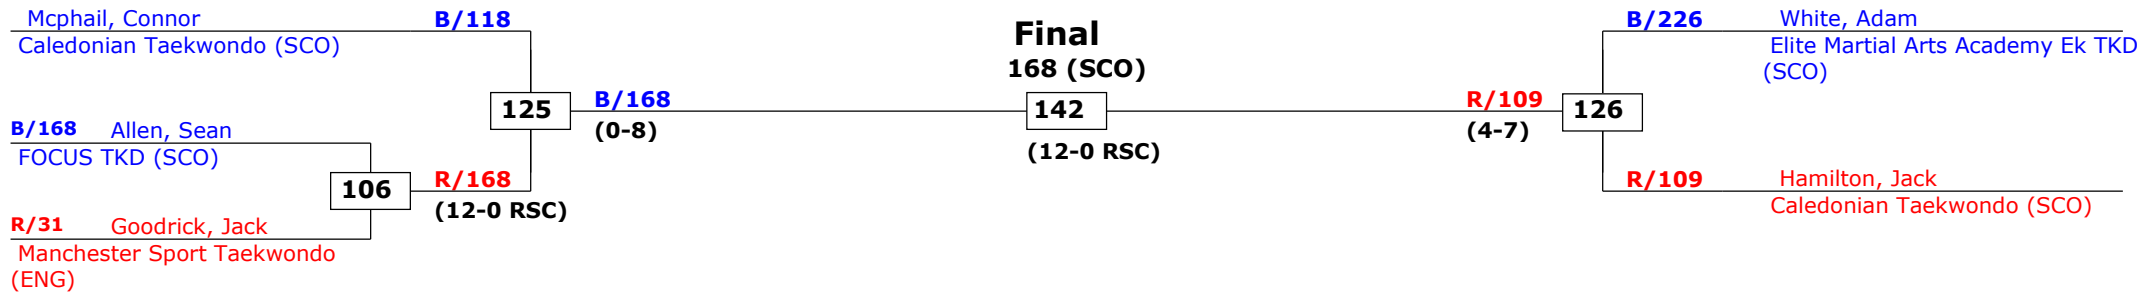 Mcphail, Connor
B/118
Caledonian Taekwondo (SCO)
B/168 Allen, Sean
FOCUS TKD (SCO)
R/31 Goodrick, Jack
Manchester Sport Taekwondo
(ENG)
106
R/168
(12-0 RSC)
125
B/168
(0-8)
Final
168 (SCO)
142
(12-0 RSC)
R/109
(4-7)
126
B/226 White, Adam
Elite Martial Arts Academy Ek TKD
(SCO)
R/109 Hamilton, Jack
Caledonian Taekwondo (SCO)